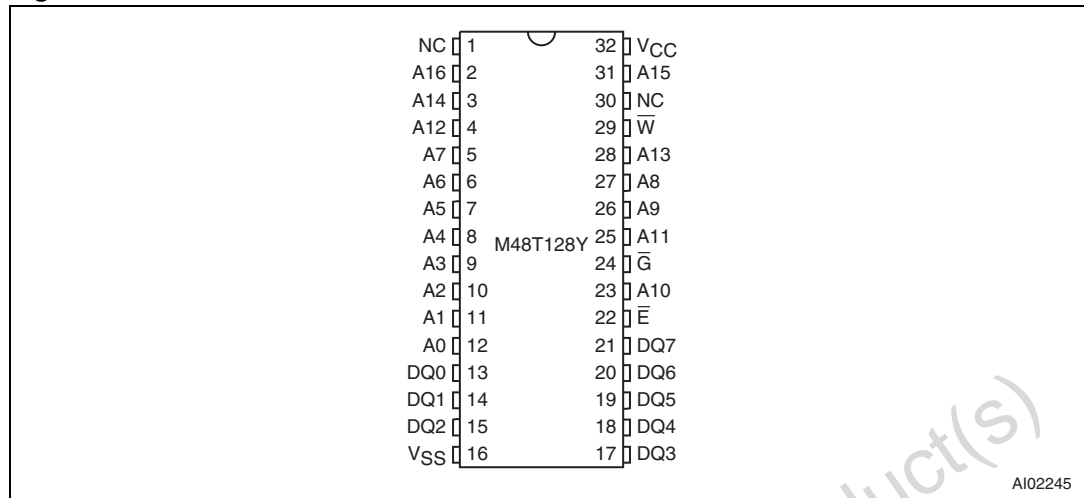 NC 1 32 VCC
A16 2 31 A15
A14 3 30 NC
A12 4 29 W̅
A7 5 28 A13
A6 6 27 A8
A5 7 26 A9
A4 8 M48T128Y 25 A11
A3 9 24 G̅
A2 10 23 A10
A1 11 22 E̅
A0 12 21 DQ7
DQ0 13 20 DQ6
DQ1 14 19 DQ5
DQ2 15 18 DQ4
VSS 16 17 DQ3
AI02245